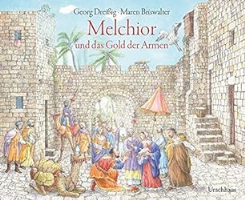 Georg Dreißig · Maren Briswalter
Melchior
und das Gold der Armen
Urachhaus